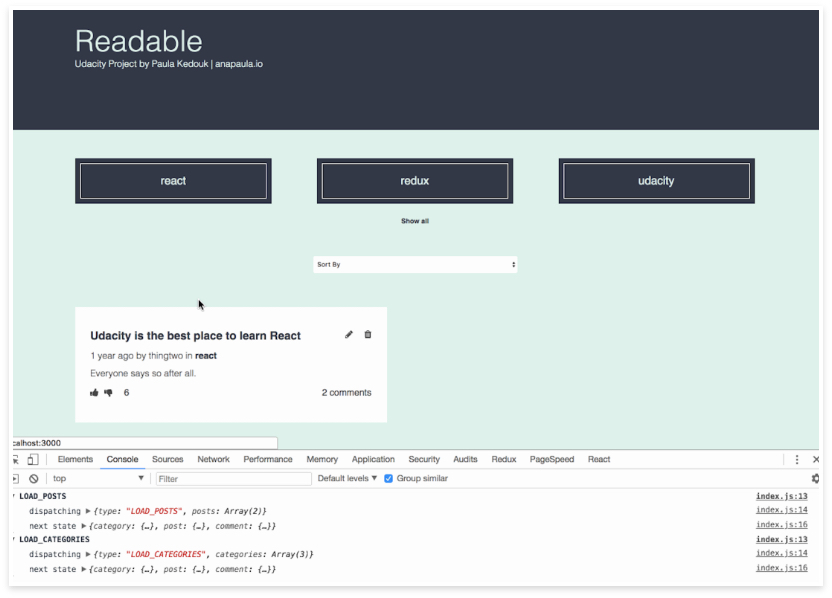 Readable
Udacity Project by Paula Kedouk | anapaula.io
react redux udacity
Show all
Sort By
Udacity is the best place to learn React
1 year ago by thingtwo in react
Everyone says so after all.
6 2 comments
calhost:3000
Elements Console Sources Network Performance Memory Application Security Audits Redux PageSpeed React
top Filter Default levels Group similar
LOAD_POSTS index.js:13
dispatching ▶{type: "LOAD_POSTS", posts: Array(2)} index.js:14
next state ▶{category: {…}, post: {…}, comment: {…}} index.js:16
LOAD_CATEGORIES index.js:13
dispatching ▶{type: "LOAD_CATEGORIES", categories: Array(3)} index.js:14
next state ▶{category: {…}, post: {…}, comment: {…}} index.js:16